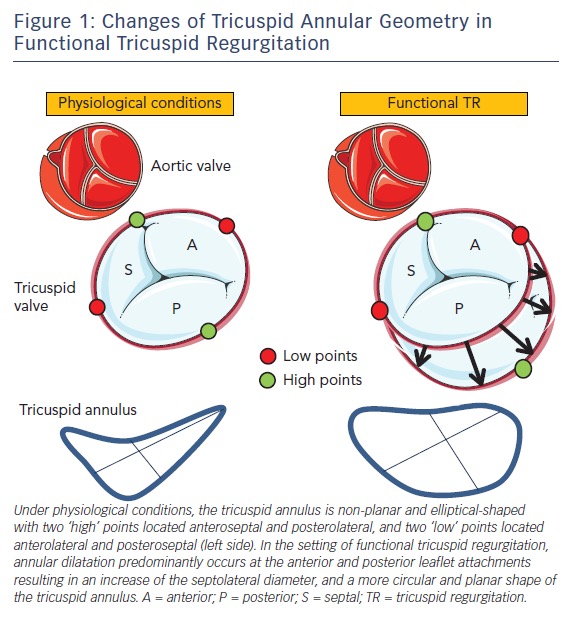 Figure 1: Changes of Tricuspid Annular Geometry in
Functional Tricuspid Regurgitation
Physiological conditions
Functional TR
Aortic valve
A
S
P
Tricuspid
valve
A
S
P
Low points
High points
Tricuspid annulus
Under physiological conditions, the tricuspid annulus is non-planar and elliptical-shaped
with two ‘high’ points located anteroseptal and posterolateral, and two ‘low’ points located
anterolateral and posteroseptal (left side). In the setting of functional tricuspid regurgitation,
annular dilatation predominantly occurs at the anterior and posterior leaflet attachments
resulting in an increase of the septolateral diameter, and a more circular and planar shape of
the tricuspid annulus. A = anterior; P = posterior; S = septal; TR = tricuspid regurgitation.